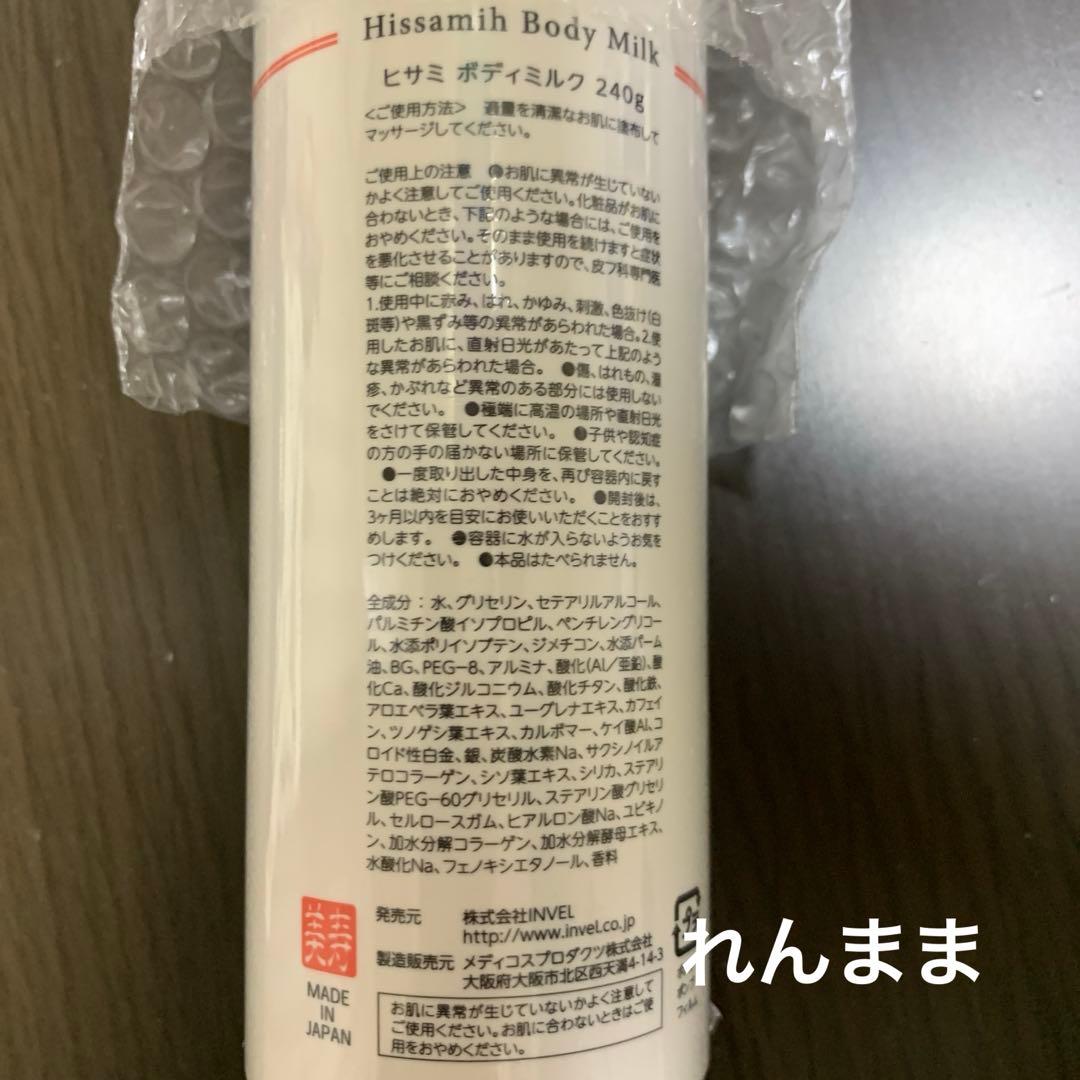 Hissamih Body Milk
ヒサミ ボディミルク 240g
<ご使用方法> 適量を清潔なお肌に塗布して
マッサージしてください。
ご使用上の注意 ●お肌に異常が生じていない
かよく注意してご使用ください。化粧品がお肌に
合わないとき、下記のような場合には、ご使用を
おやめください。そのまま使用を続けますと症状
を悪化させることがありますので、皮フ科専門医
等にご相談ください。
1.使用中に赤み、はれ、かゆみ、刺激、色抜け(白
斑等)や黒ずみ等の異常があらわれた場合。2.使
用したお肌に、直射日光があたって上記のよう
な異常があらわれた場合。 ●傷、はれもの、湿
疹、かぶれなど異常のある部分には使用しない
でください。 ●極端に高温の場所や直射日光
をさけて保管してください。 ●子供や認知症
の方の手の届かない場所に保管してください。
●一度取り出した中身を、再び容器内に戻す
ことは絶対におやめください。 ●開封後は、
3ヶ月以内を目安にお使いいただくことをおすす
めします。 ●容器に水が入らないようお気を
つけください。 ●本品はたべられません。
全成分：水、グリセリン、セテアリルアルコール、
パルミチン酸イソプロピル、ペンチレングリコー
ル、水添ポリイソブテン、ジメチコン、水添パーム
油、BG、PEG-8、アルミナ、酸化(Al/亜鉛)、酸
化Ca、酸化ジルコニウム、酸化チタン、酸化鉄、
アロエベラ葉エキス、ユーグレナエキス、カフェイ
ン、ツノゲシ葉エキス、カルボマー、ケイ酸Al、コ
ロイド性白金、銀、炭酸水素Na、サクシノイルア
テロコラーゲン、シソ葉エキス、シリカ、ステアリ
ン酸PEG-60グリセリル、ステアリン酸グリセリ
ル、セルロースガム、ヒアルロン酸Na、ユビキノ
ン、加水分解コラーゲン、加水分解酵母エキス、
水酸化Na、フェノキシエタノール、香料
発売元 株式会社INVEL
http://www.invel.co.jp
製造販売元 メディコスプロダクツ株式会社
大阪府大阪市北区西天満4-14-3
MADE
IN
JAPAN
お肌に異常が生じていないかよく注意して
ご使用ください。お肌に合わないときはご使
用をおやめください。
れんまま